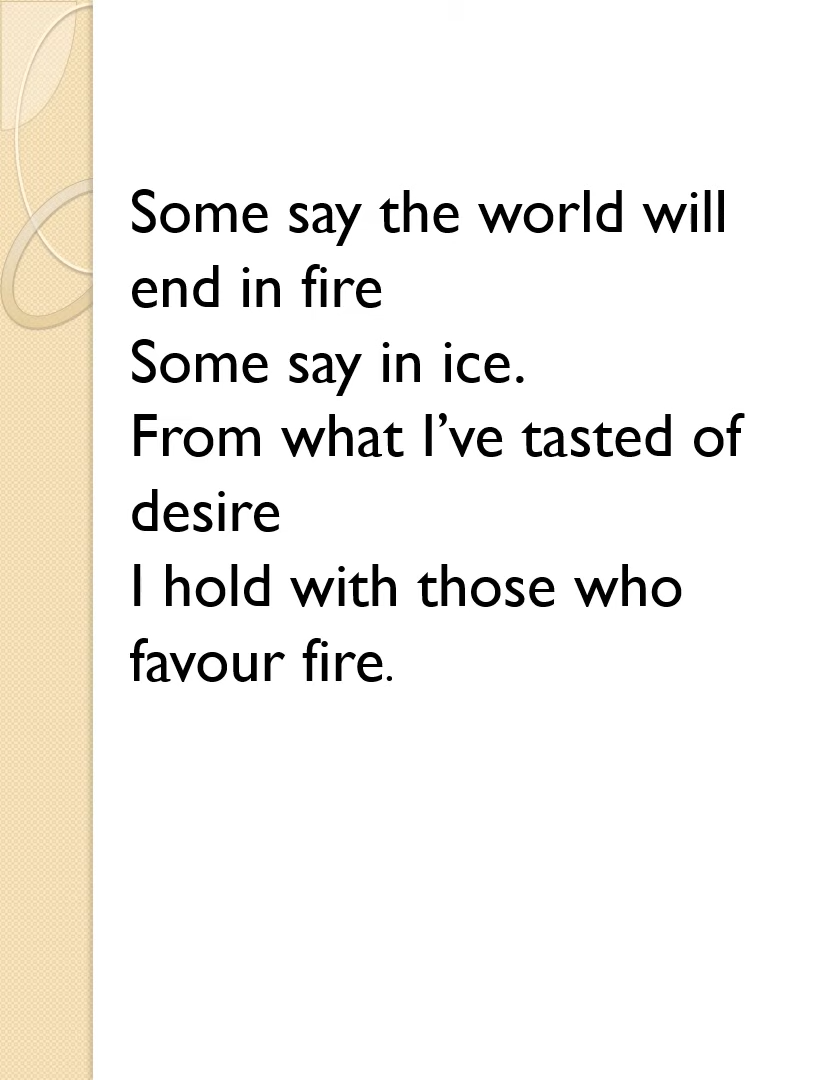 Some say the world will
end in fire
Some say in ice.
From what I’ve tasted of
desire
I hold with those who
favour fire.